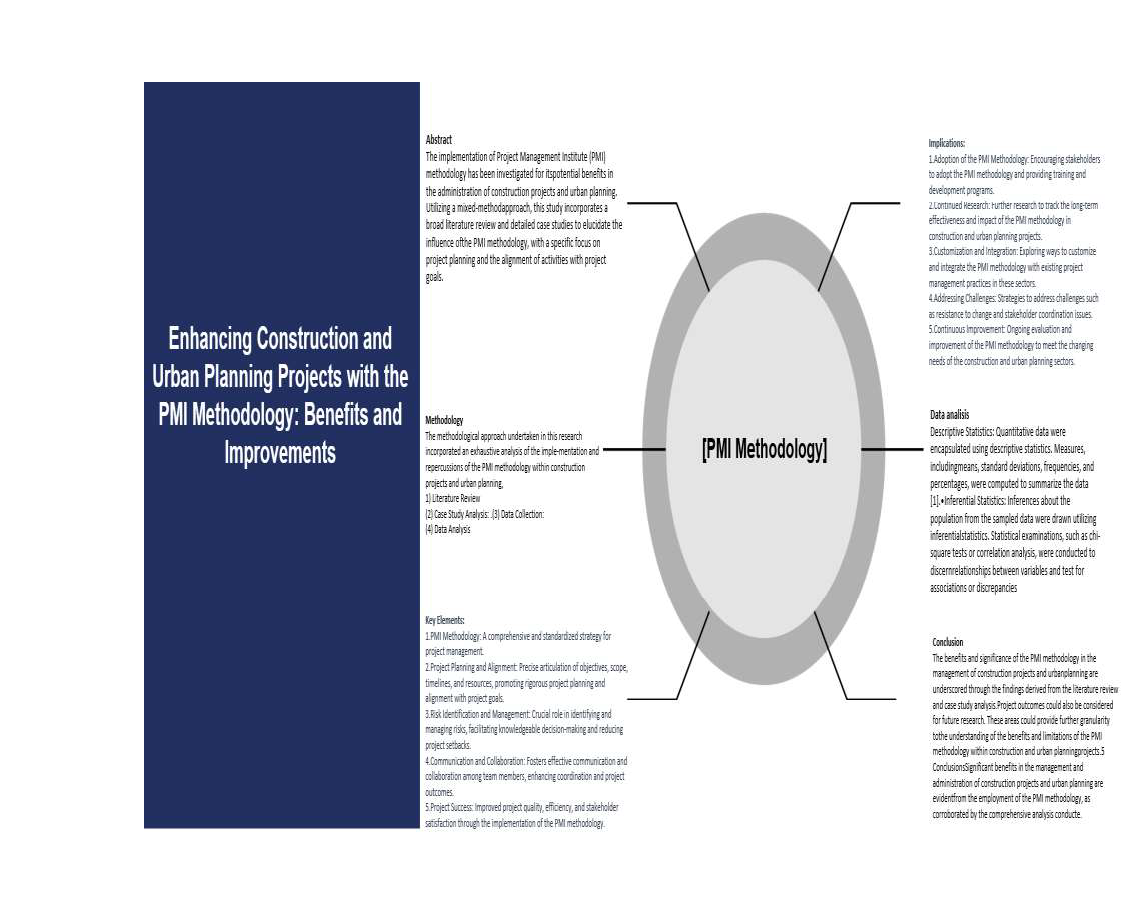 Enhancing Construction and
Urban Planning Projects with the
PMI Methodology: Benefits and
Improvements
Abstract
The implementation of Project Management Institute (PMI)
methodology has been investigated for itspotential benefits in
the administration of construction projects and urban planning.
Utilizing a mixed-methodapproach, this study incorporates a
broad literature review and detailed case studies to elucidate the
influence ofthe PMI methodology, with a specific focus on
project planning and the alignment of activities with project
goals.
Methodology
The methodological approach undertaken in this research
incorporated an exhaustive analysis of the imple-mentation and
repercussions of the PMI methodology within construction
projects and urban planning,
1) Literature Review
(2) Case Study Analysis: .(3) Data Collection:
(4) Data Analysis
Key Elements:
1.PMI Methodology: A comprehensive and standardized strategy for
project management.
2.Project Planning and Alignment: Precise articulation of objectives, scope,
timelines, and resources, promoting rigorous project planning and
alignment with project goals.
3.Risk Identification and Management: Crucial role in identifying and
managing risks, facilitating knowledgeable decision-making and reducing
project setbacks.
4.Communication and Collaboration: Fosters effective communication and
collaboration among team members, enhancing coordination and project
outcomes.
5.Project Success: Improved project quality, efficiency, and stakeholder
satisfaction through the implementation of the PMI methodology.
[PMI Methodology]
Implications:
1.Adoption of the PMI Methodology: Encouraging stakeholders
to adopt the PMI methodology and providing training and
development programs.
2.Continued Research: Further research to track the long-term
effectiveness and impact of the PMI methodology in
construction and urban planning projects.
3.Customization and Integration: Exploring ways to customize
and integrate the PMI methodology with existing project
management practices in these sectors.
4.Addressing Challenges: Strategies to address challenges such
as resistance to change and stakeholder coordination issues.
5.Continuous Improvement: Ongoing evaluation and
improvement of the PMI methodology to meet the changing
needs of the construction and urban planning sectors.
Data analisis
Descriptive Statistics: Quantitative data were
encapsulated using descriptive statistics. Measures,
includingmeans, standard deviations, frequencies, and
percentages, were computed to summarize the data
[1].•Inferential Statistics: Inferences about the
population from the sampled data were drawn utilizing
inferentialstatistics. Statistical examinations, such as chi-
square tests or correlation analysis, were conducted to
discernrelationships between variables and test for
associations or discrepancies
Conclusion
The benefits and significance of the PMI methodology in the
management of construction projects and urbanplanning are
underscored through the findings derived from the literature review
and case study analysis.Project outcomes could also be considered
for future research. These areas could provide further granularity
tothe understanding of the benefits and limitations of the PMI
methodology within construction and urban planningprojects.5
ConclusionsSignificant benefits in the management and
administration of construction projects and urban planning are
evidentfrom the employment of the PMI methodology, as
corroborated by the comprehensive analysis conducte.